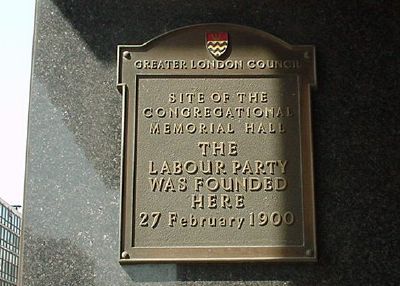 GREATER LONDON COUNCIL
SITE OF THE
CONGREGATIONAL
MEMORIAL HALL
THE
LABOUR PARTY
WAS FOUNDED
HERE
27 February 1900